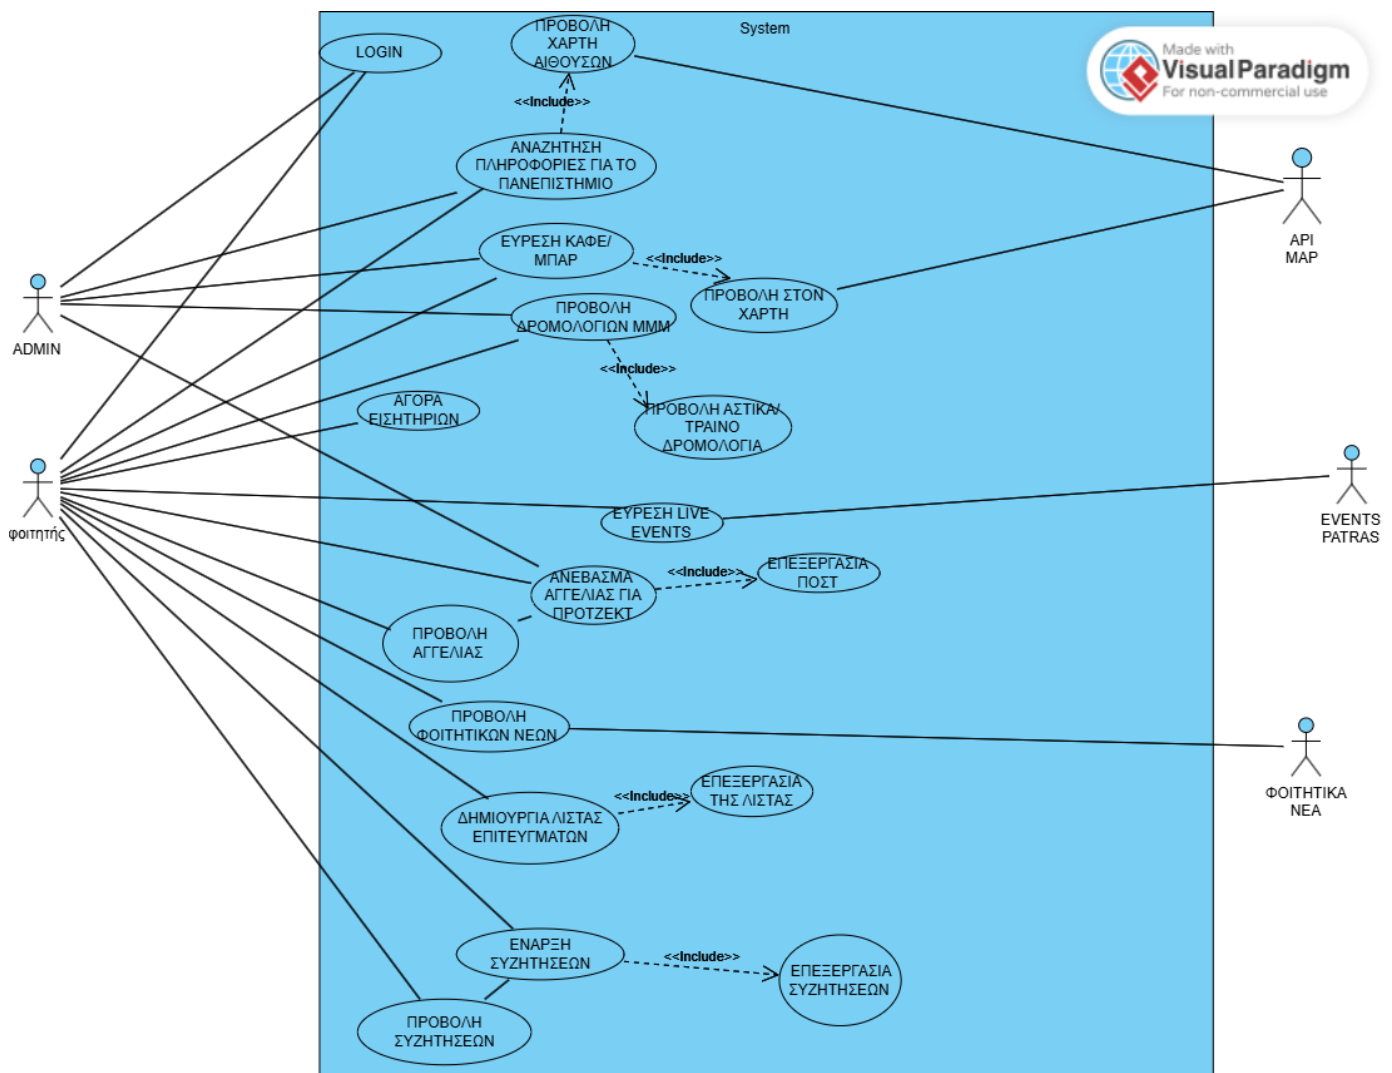 System
Made with
Visual Paradigm
For non-commercial use
LOGIN
ΠΡΟΒΟΛΗ
ΧΑΡΤΗ
ΑΙΘΟΥΣΩΝ
<<Include>>
ΑΝΑΖΗΤΗΣΗ
ΠΛΗΡΟΦΟΡΙΕΣ ΓΙΑ ΤΟ
ΠΑΝΕΠΙΣΤΗΜΙΟ
API
MAP
ΕΥΡΕΣΗ ΚΑΦΕ/
ΜΠΑΡ
<<Include>>
ΠΡΟΒΟΛΗ ΣΤΟΝ
ΧΑΡΤΗ
ADMIN
ΠΡΟΒΟΛΗ
ΔΡΟΜΟΛΟΓΙΩΝ ΜΜΜ
<<Include>>
ΠΡΟΒΟΛΗ ΑΣΤΙΚΑ/
ΤΡΑΙΝΟ
ΔΡΟΜΟΛΟΓΙΑ
ΑΓΟΡΑ
ΕΙΣΗΤΗΡΙΩΝ
φοιτητής
ΕΥΡΕΣΗ LIVE
EVENTS
EVENTS
PATRAS
ΑΝΕΒΑΣΜΑ
ΑΓΓΕΛΙΑΣ ΓΙΑ
ΠΡΟΤΖΕΚΤ
<<Include>>
ΕΠΕΞΕΡΓΑΣΙΑ
ΠΟΣΤ
ΠΡΟΒΟΛΗ
ΑΓΓΕΛΙΑΣ
ΠΡΟΒΟΛΗ
ΦΟΙΤΗΤΙΚΩΝ ΝΕΩΝ
ΦΟΙΤΗΤΙΚΑ
ΝΕΑ
ΔΗΜΙΟΥΡΓΙΑ ΛΙΣΤΑΣ
ΕΠΙΤΕΥΓΜΑΤΩΝ
<<Include>>
ΕΠΕΞΕΡΓΑΣΙΑ
ΤΗΣ ΛΙΣΤΑΣ
ΕΝΑΡΞΗ
ΣΥΖΗΤΗΣΕΩΝ
<<Include>>
ΕΠΕΞΕΡΓΑΣΙΑ
ΣΥΖΗΤΗΣΕΩΝ
ΠΡΟΒΟΛΗ
ΣΥΖΗΤΗΣΕΩΝ